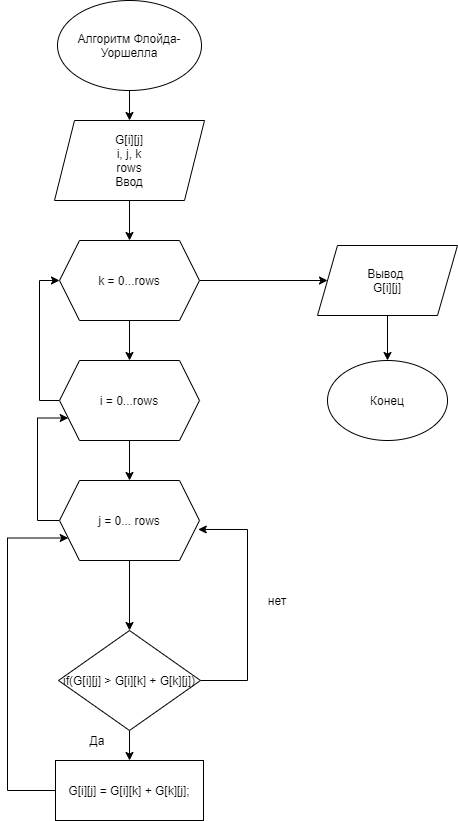 Алгоритм Флойда-
Уоршелла
G[i][j]
i, j, k
rows
Ввод
k = 0...rows
Вывод
G[i][j]
i = 0...rows
Конец
j = 0... rows
нет
if(G[i][j] > G[i][k] + G[k][j])
Да
G[i][j] = G[i][k] + G[k][j];